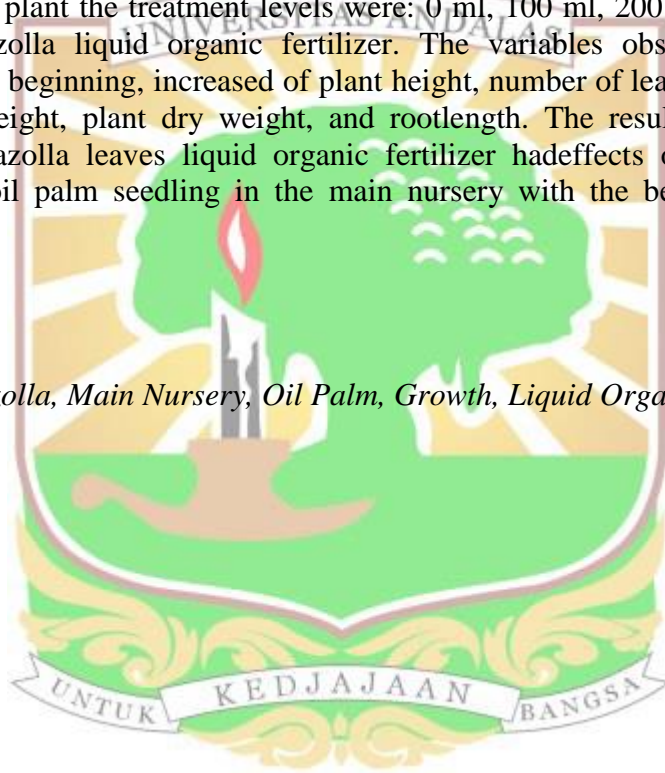 plant the treatment levels were: 0 ml, 100 ml, 200
UNIVERSITAS ANDALAS
zolla liquid organic fertilizer. The variables obs
beginning, increased of plant height, number of lea
eight, plant dry weight, and rootlength. The resul
azolla leaves liquid organic fertilizer hadeffects
oil palm seedling in the main nursery with the be
olla, Main Nursery, Oil Palm, Growth, Liquid Orga
UNTUK KEDJAJAAN BANGSA